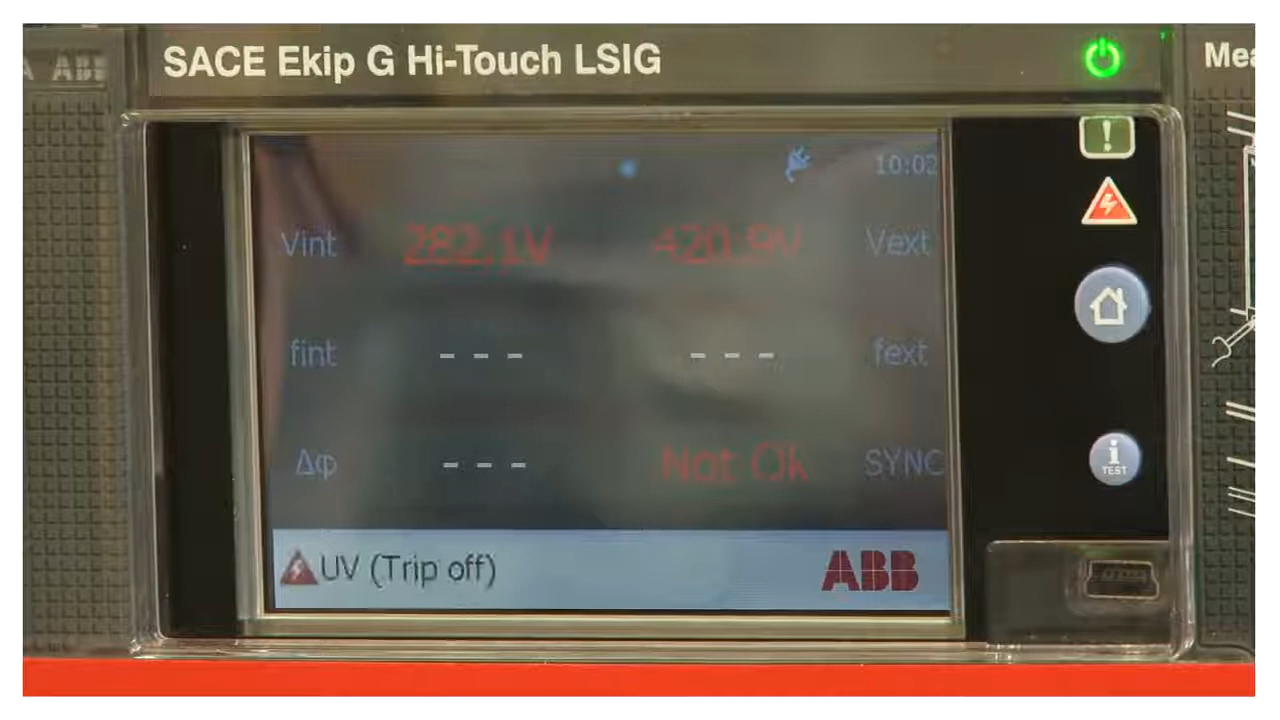 ABB
SACE Ekip G Hi-Touch LSIG
10:02
Vint 282.1V 420.9V Vext
fint - - - - - - fext
Δφ - - - Not Ok SYNC
UV (Trip off) ABB
i
TEST